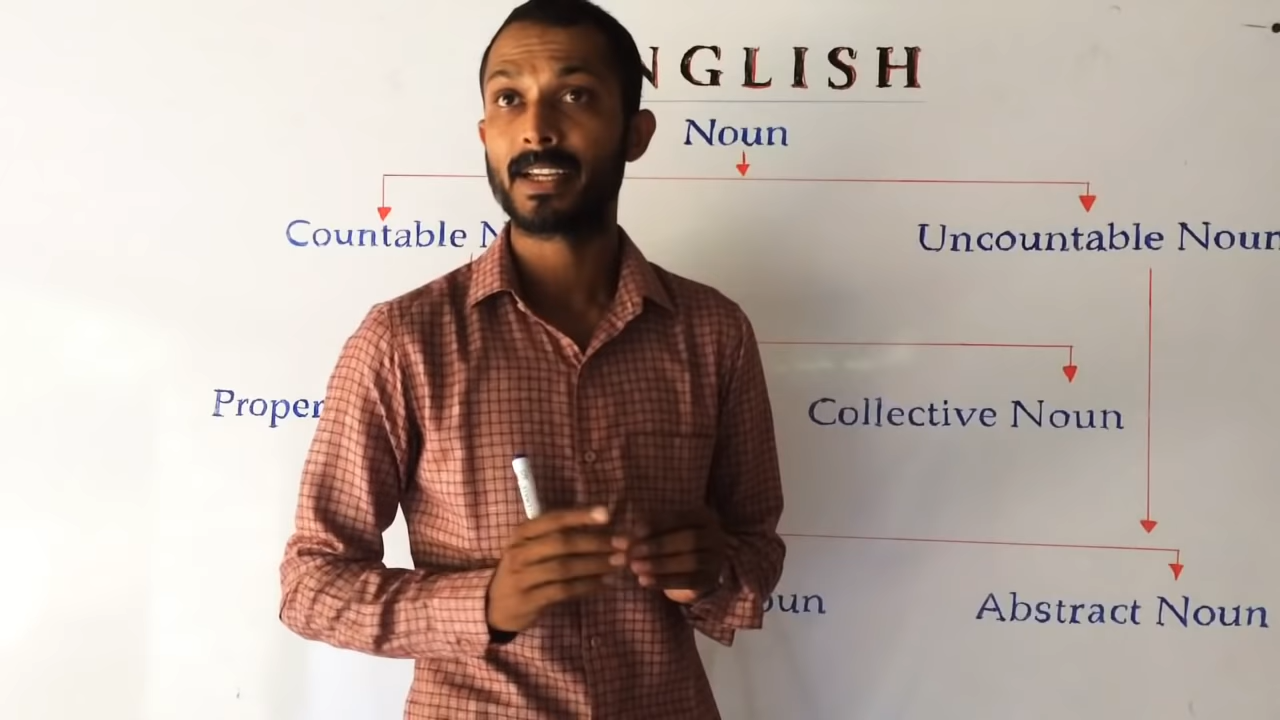 NGLISH
Noun
Countable N
Uncountable Noun
Proper
Collective Noun
oun
Abstract Noun